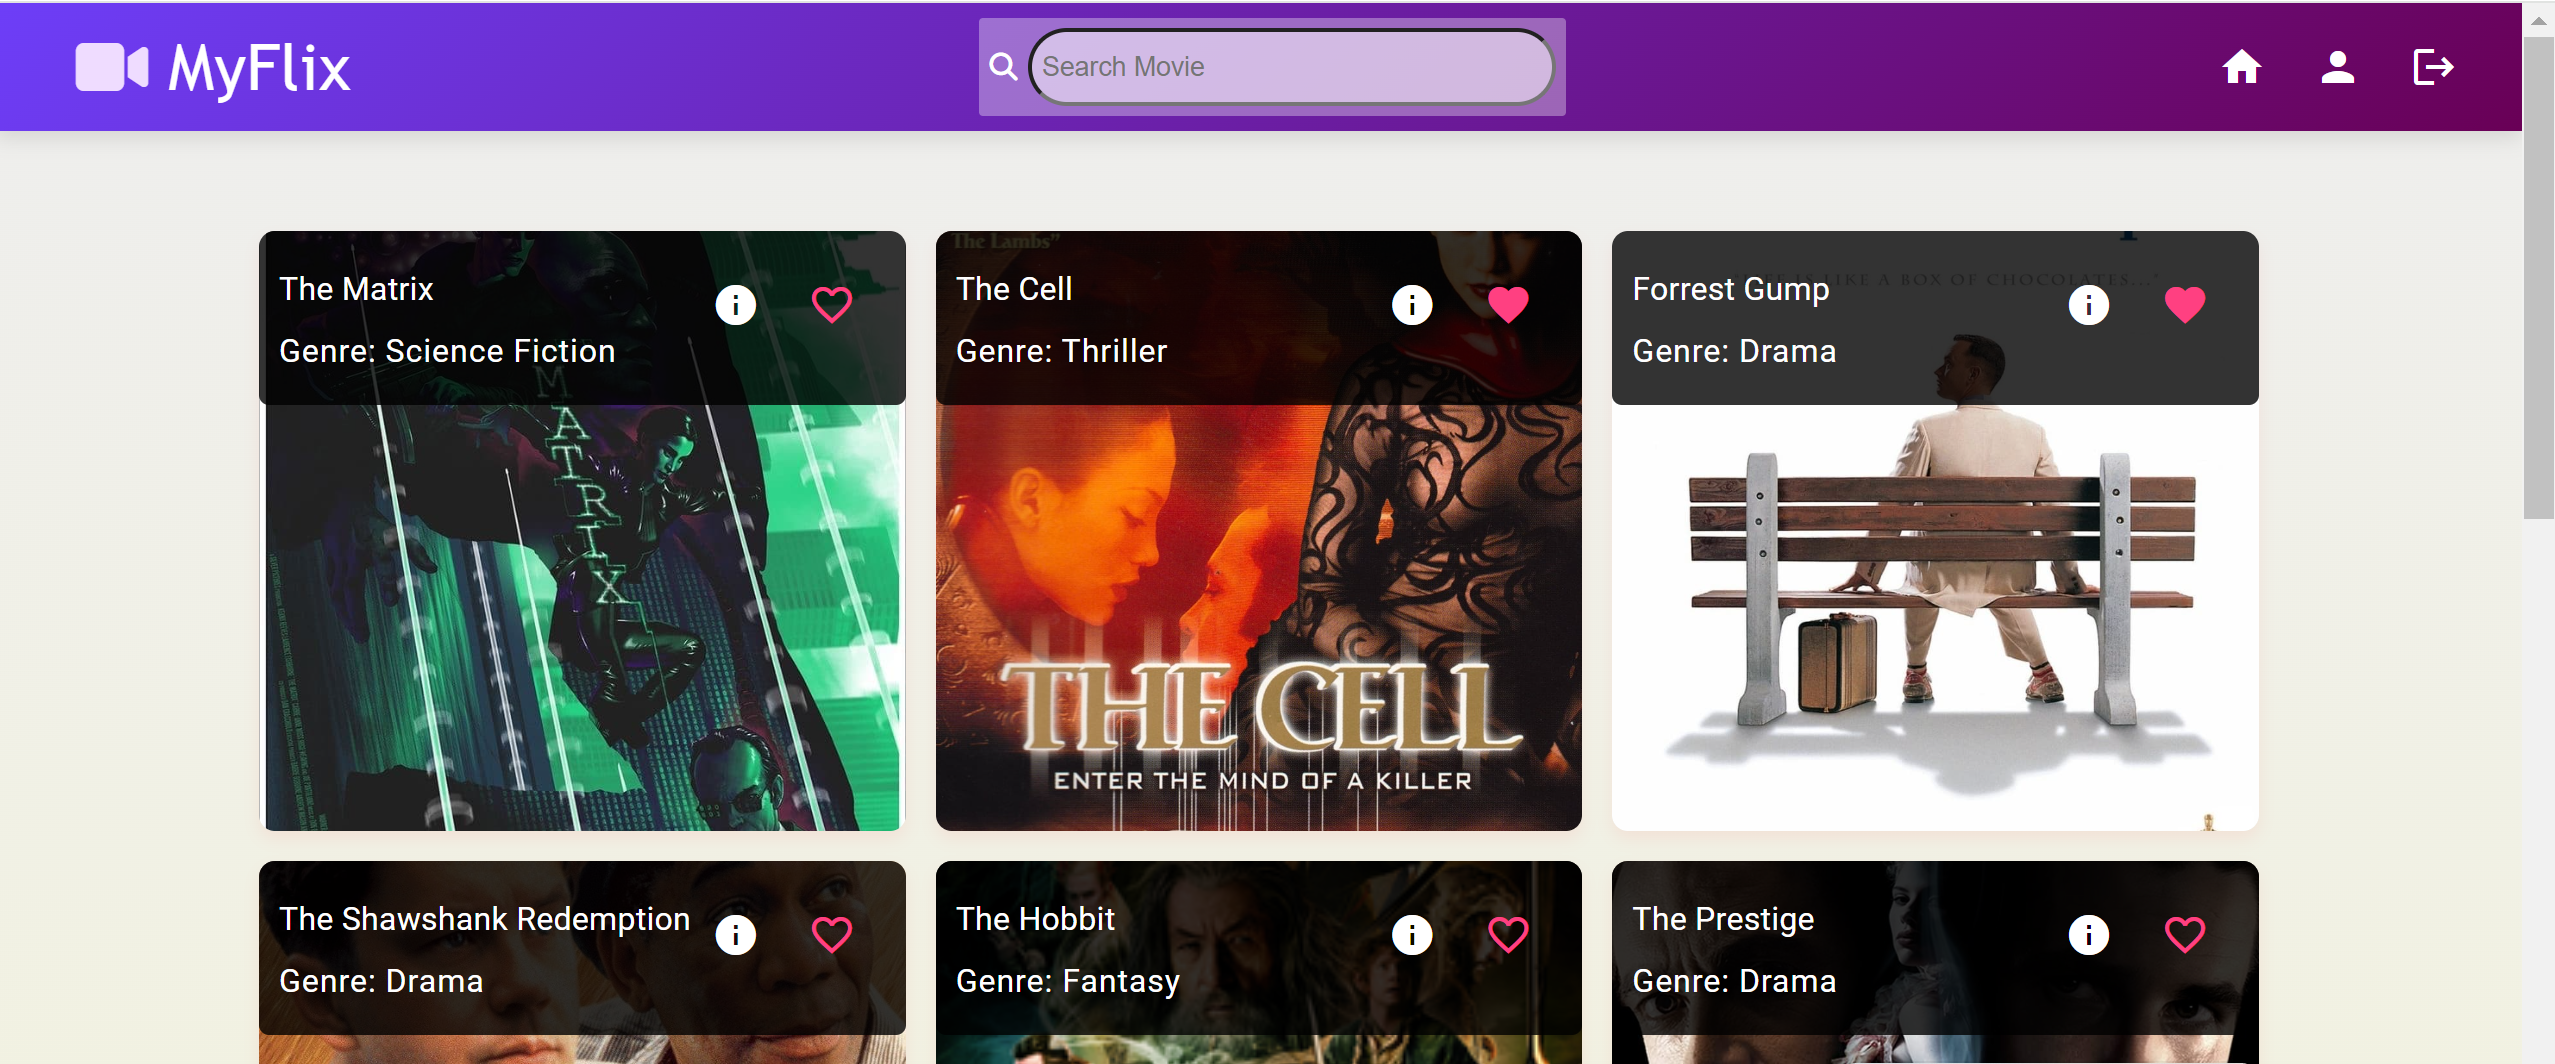 MyFlix
Search Movie
The Matrix
Genre: Science Fiction
MATRIX
The Lambs"
The Cell
Genre: Thriller
THE CELL
ENTER THE MIND OF A KILLER
IS LIKE A BOX OF CHOCOLATES..."
Forrest Gump
Genre: Drama
The Shawshank Redemption
Genre: Drama
The Hobbit
Genre: Fantasy
The Prestige
Genre: Drama